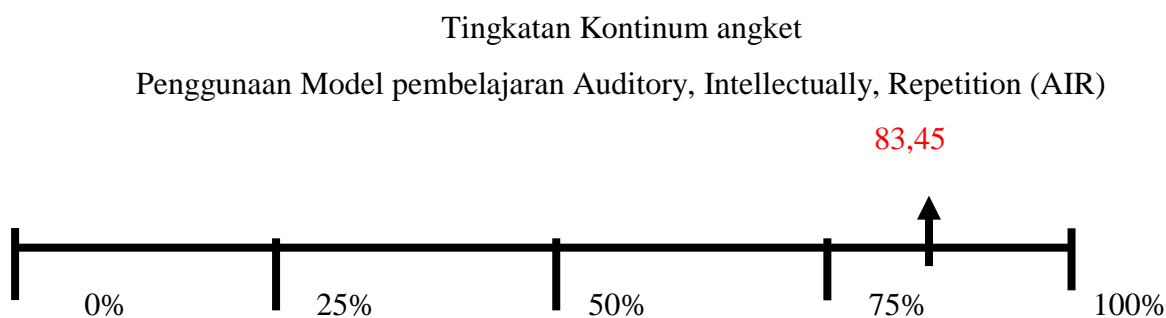 Tingkatan Kontinum angket
Penggunaan Model pembelajaran Auditory, Intellectually, Repetition (AIR)
83,45
0% 25% 50% 75% 100%